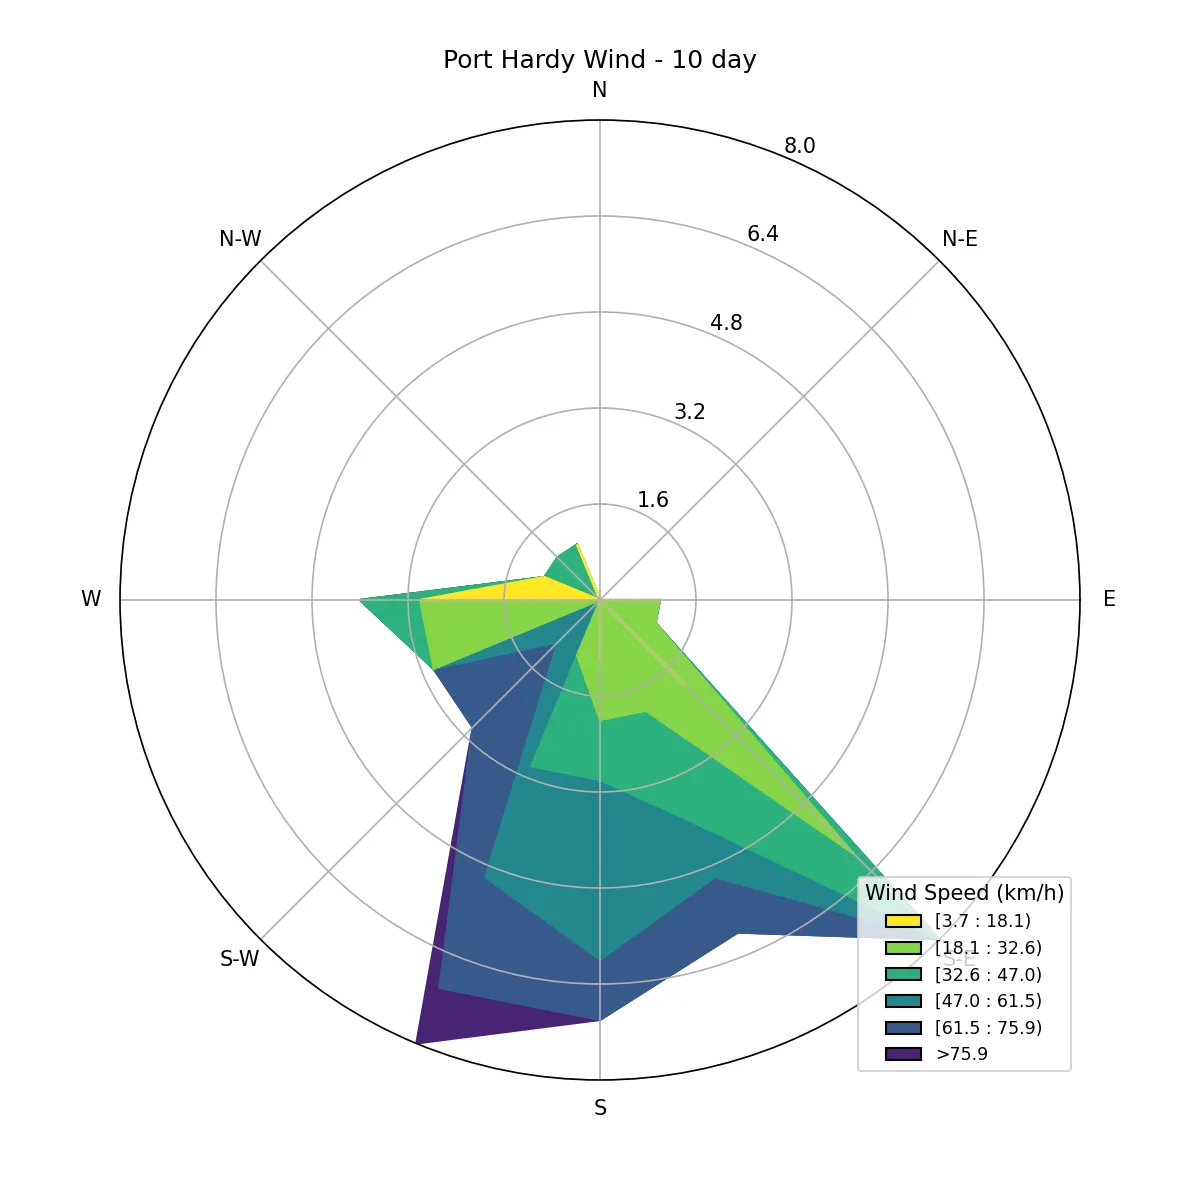 Port Hardy Wind - 10 day
N
8.0
N-W
6.4
N-E
4.8
3.2
1.6
W
E
Wind Speed (km/h)
[3.7 : 18.1)
[18.1 : 32.6)
S-W
S-E
[32.6 : 47.0)
[47.0 : 61.5)
[61.5 : 75.9)
>75.9
S